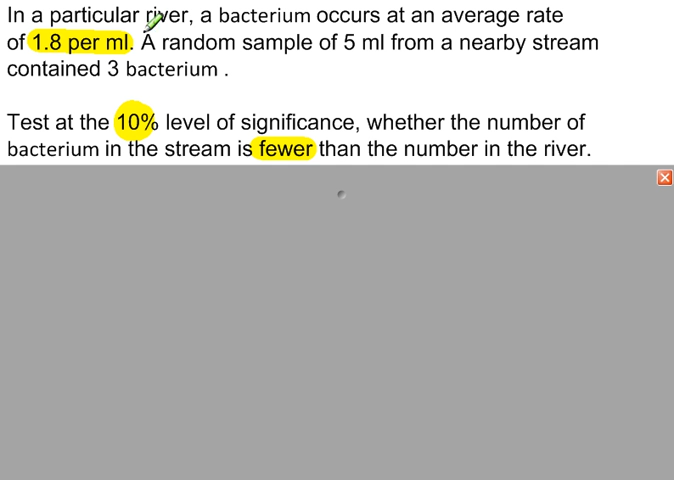 In a particular river, a bacterium occurs at an average rate
of 1.8 per ml. A random sample of 5 ml from a nearby stream
contained 3 bacterium .
Test at the 10% level of significance, whether the number of
bacterium in the stream is fewer than the number in the river.